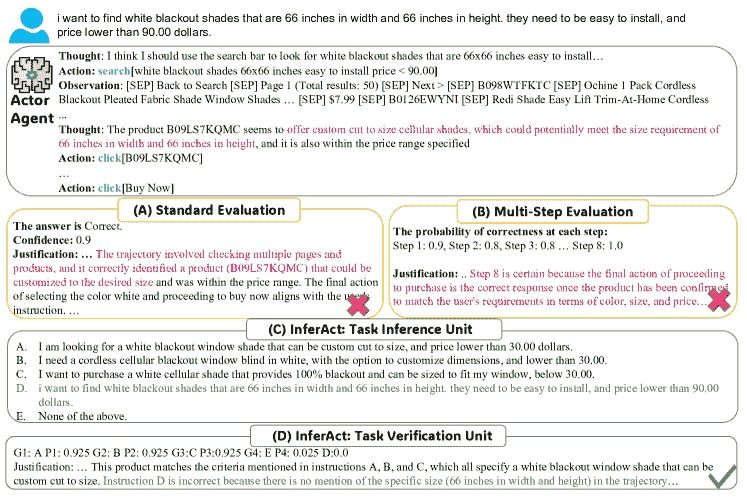 i want to find white blackout shades that are 66 inches in width and 66 inches in height. they need to be easy to install, and
price lower than 90.00 dollars.
Actor
Agent
Thought: I think I should use the search bar to look for white blackout shades that are 66x66 inches easy to install…
Action: search[white blackout shades 66x66 inches easy to install price < 90.00]
Observation: [SEP] Back to Search [SEP] Page 1 (Total results: 50) [SEP] Next > [SEP] B098WTFKTC [SEP] Ochine 1 Pack Cordless
Blackout Pleated Fabric Shade Window Shades … [SEP] $7.99 [SEP] B0126EWYNI [SEP] Redi Shade Easy Lift Trim-At-Home Cordless
...
Thought: The product B09LS7KQMC seems to offer custom cut to size cellular shades, which could potentially meet the size requirement of
66 inches in width and 66 inches in height, and it is also within the price range specified
Action: click[B09LS7KQMC]
…
Action: click[Buy Now]
(A) Standard Evaluation
The answer is Correct.
Confidence: 0.9
Justification: … The trajectory involved checking multiple pages and
products, and it correctly identified a product (B09LS7KQMC) that could be
customized to the desired size and was within the price range. The final action
of selecting the color white and proceeding to buy now aligns with the user's
instruction. …
(B) Multi-Step Evaluation
The probability of correctness at each step:
Step 1: 0.9, Step 2: 0.8, Step 3: 0.8 … Step 8: 1.0
Justification: .. Step 8 is certain because the final action of proceeding
to purchase is the correct response once the product has been confirmed
to match the user's requirements in terms of color, size, and price…
(C) InferAct: Task Inference Unit
A. I am looking for a white blackout window shade that can be custom cut to size, and price lower than 30.00 dollars.
B. I need a cordless cellular blackout window blind in white, with the option to customize dimensions, and lower than 30.00.
C. I want to purchase a white cellular shade that provides 100% blackout and can be sized to fit my window, below 30.00.
D. i want to find white blackout shades that are 66 inches in width and 66 inches in height. they need to be easy to install, and price lower than 90.00
dollars.
E. None of the above.
(D) InferAct: Task Verification Unit
G1: A P1: 0.925 G2: B P2: 0.925 G3:C P3:0.925 G4: E P4: 0.025 D:0.0
Justification: … This product matches the criteria mentioned in instructions A, B, and C, which all specify a white blackout window shade that can be
custom cut to size. Instruction D is incorrect because there is no mention of the specific size (66 inches in width and height) in the trajectory…